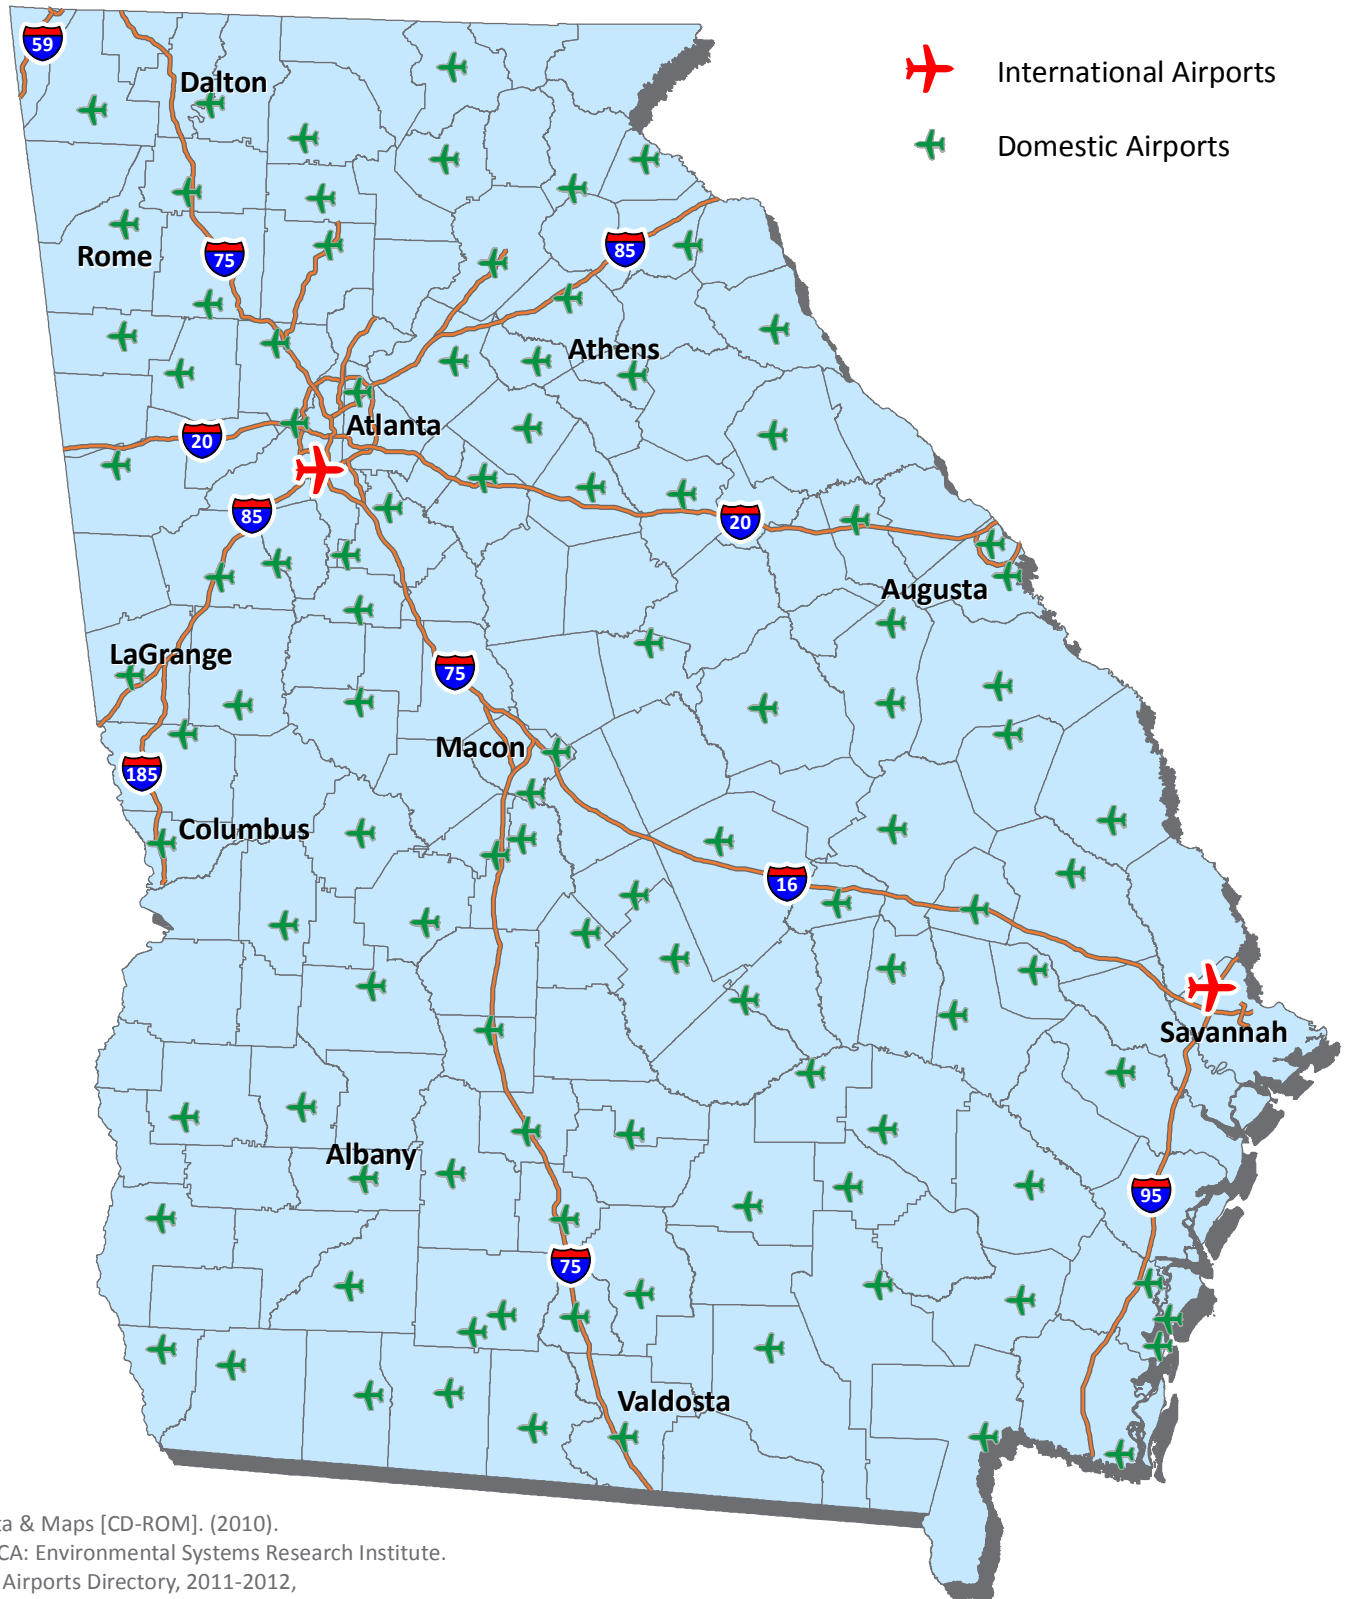 59
Dalton
International Airports
Domestic Airports
Rome
75
85
Athens
Atlanta
20
85
20
Augusta
LaGrange
75
Macon
185
Columbus
16
Savannah
Albany
95
75
Valdosta
ta & Maps [CD-ROM]. (2010).
CA: Environmental Systems Research Institute.
Airports Directory, 2011-2012,